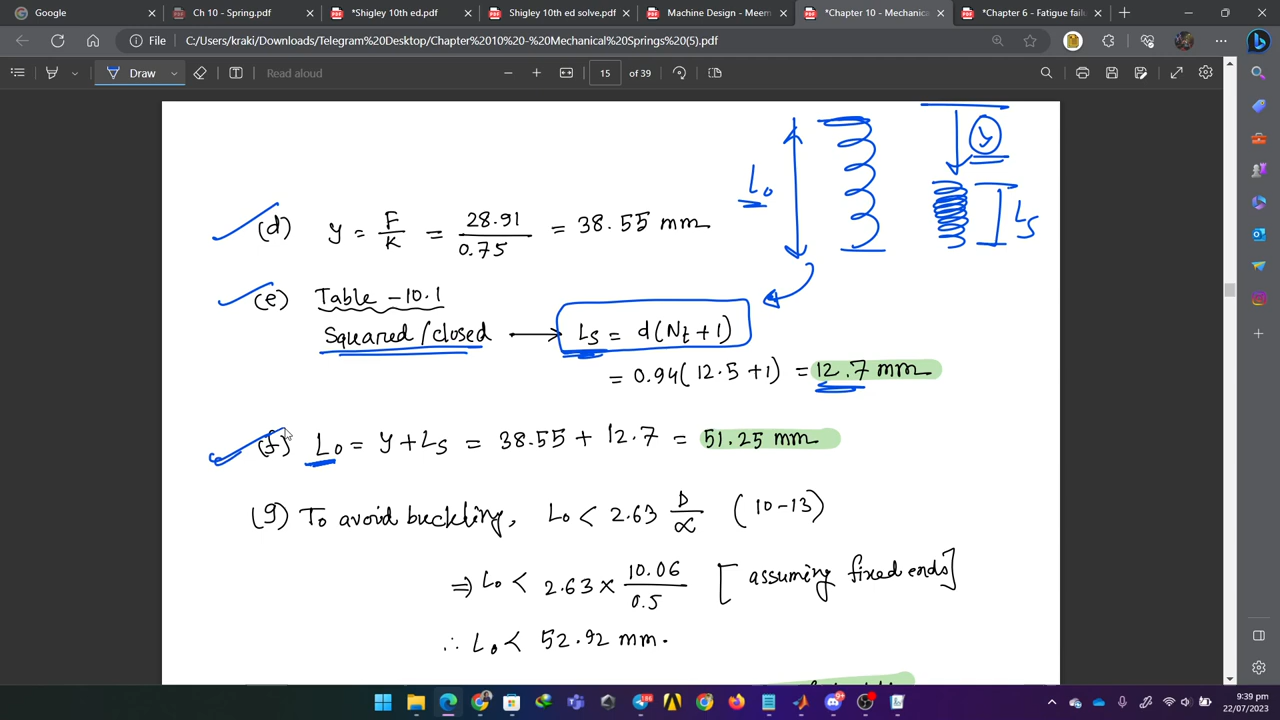 Google
Ch 10 - Spring.pdf
*Shigley 10th ed.pdf
Shigley 10th ed solve.pdf
Machine Design - Meem
*Chapter 10 - Mechanica
*Chapter 6 - Fatigue failu
File
C:/Users/kraki/Downloads/Telegram%20Desktop/Chapter%2010%20-%20Mechanical%20Springs%20(5).pdf
Draw
Read aloud
15
of 39
L₀
y
Ls
(d) y = F/K = 28.91/0.75 = 38.55 mm
(e) Table - 10.1
Squared/closed → Ls = d(Nt + 1)
= 0.94(12.5+1) = 12.7 mm
(f) L₀ = y + Ls = 38.55 + 12.7 = 51.25 mm
(g) To avoid buckling, L₀ < 2.63 D/α (10-13)
⇒ L₀ < 2.63 × 10.06/0.5 [assuming fixed ends]
∴ L₀ < 52.92 mm.
9:39 pm
22/07/2023